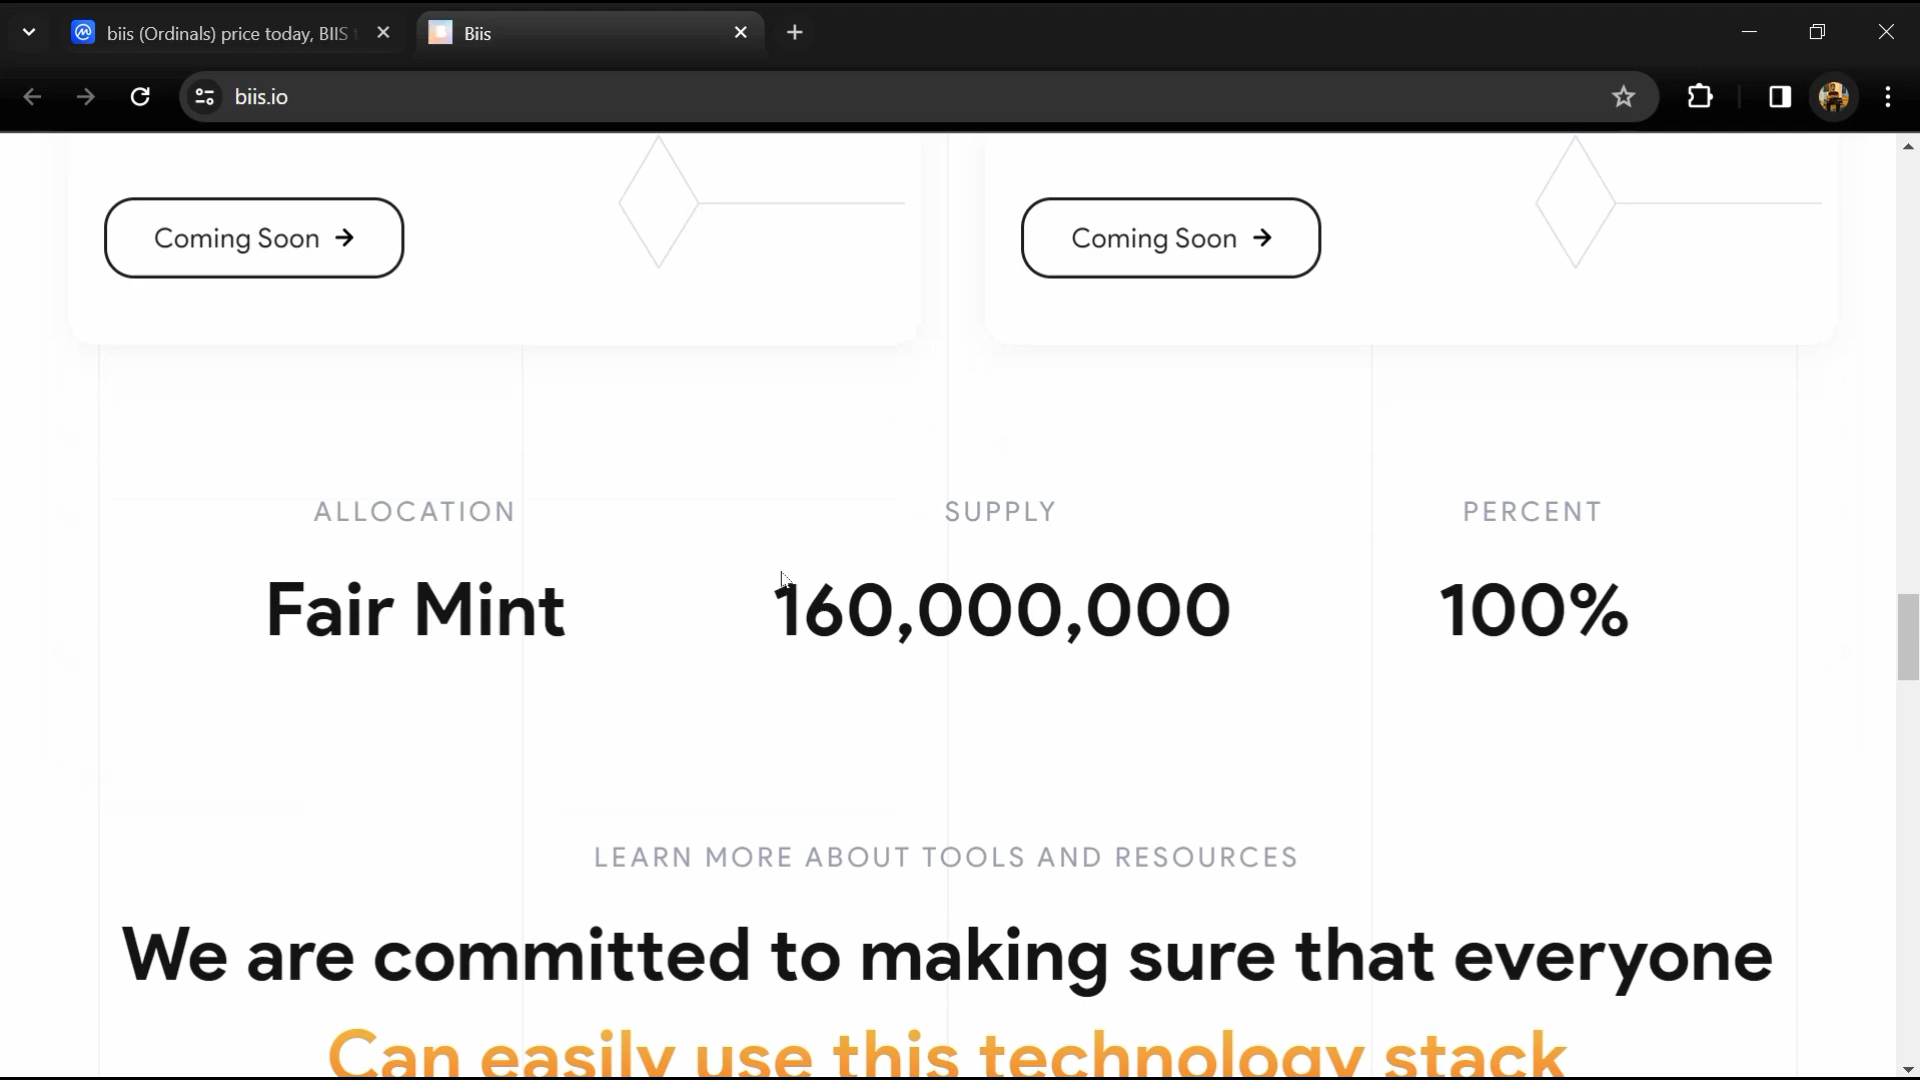 biis (Ordinals) price today, BIIS
Biis
biis.io
Coming Soon →
Coming Soon →
ALLOCATION
SUPPLY
PERCENT
Fair Mint
160,000,000
100%
LEARN MORE ABOUT TOOLS AND RESOURCES
We are committed to making sure that everyone
Can easily use this technology stack